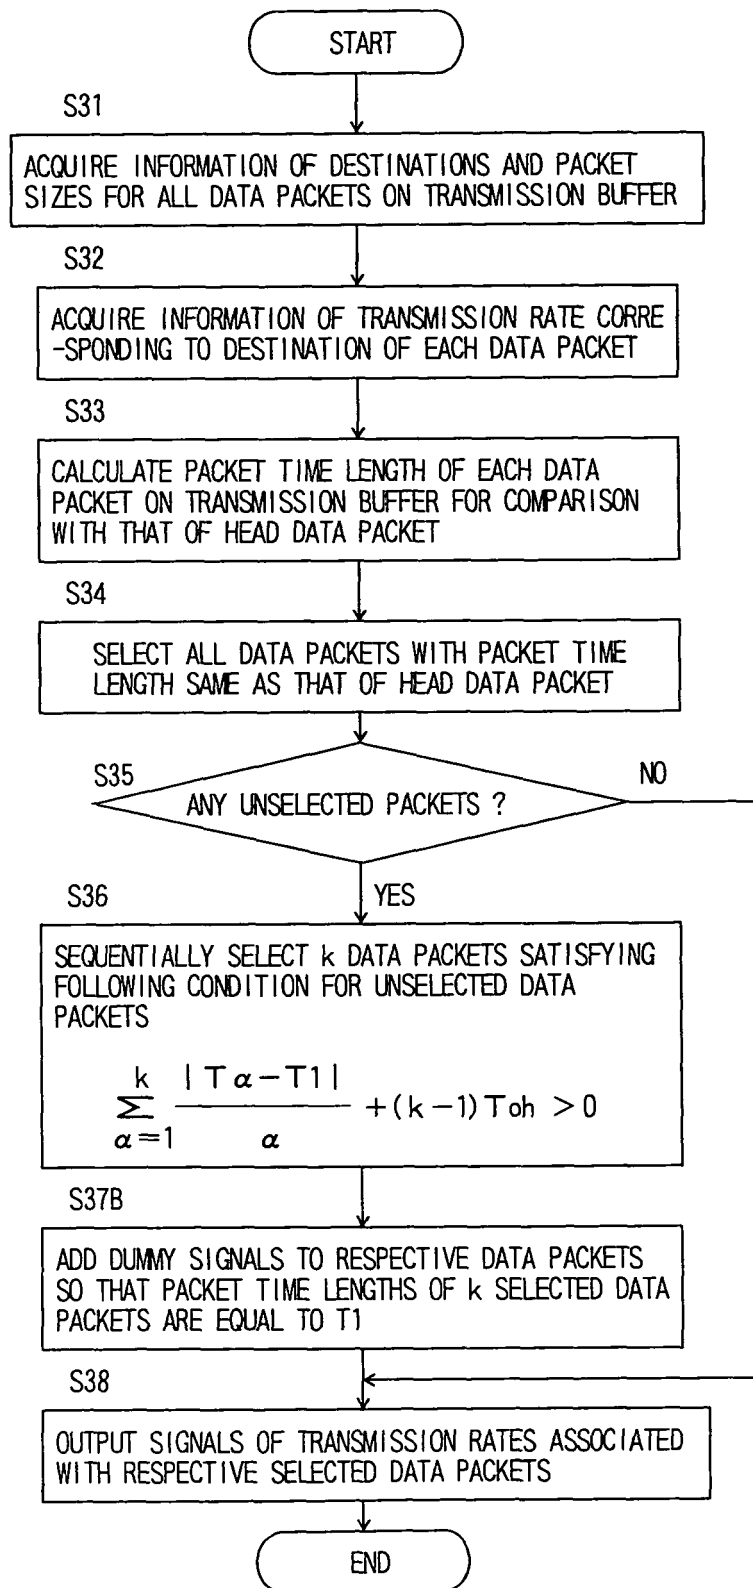 START
S31
ACQUIRE INFORMATION OF DESTINATIONS AND PACKET
SIZES FOR ALL DATA PACKETS ON TRANSMISSION BUFFER
S32
ACQUIRE INFORMATION OF TRANSMISSION RATE CORRE
-SPONDING TO DESTINATION OF EACH DATA PACKET
S33
CALCULATE PACKET TIME LENGTH OF EACH DATA
PACKET ON TRANSMISSION BUFFER FOR COMPARISON
WITH THAT OF HEAD DATA PACKET
S34
SELECT ALL DATA PACKETS WITH PACKET TIME
LENGTH SAME AS THAT OF HEAD DATA PACKET
S35
ANY UNSELECTED PACKETS ?
NO
YES
S36
SEQUENTIALLY SELECT k DATA PACKETS SATISFYING
FOLLOWING CONDITION FOR UNSELECTED DATA
PACKETS
k
∑ |Tα-T1| / α +(k-1)Toh >0
α=1
S37B
ADD DUMMY SIGNALS TO RESPECTIVE DATA PACKETS
SO THAT PACKET TIME LENGTHS OF k SELECTED DATA
PACKETS ARE EQUAL TO T1
S38
OUTPUT SIGNALS OF TRANSMISSION RATES ASSOCIATED
WITH RESPECTIVE SELECTED DATA PACKETS
END